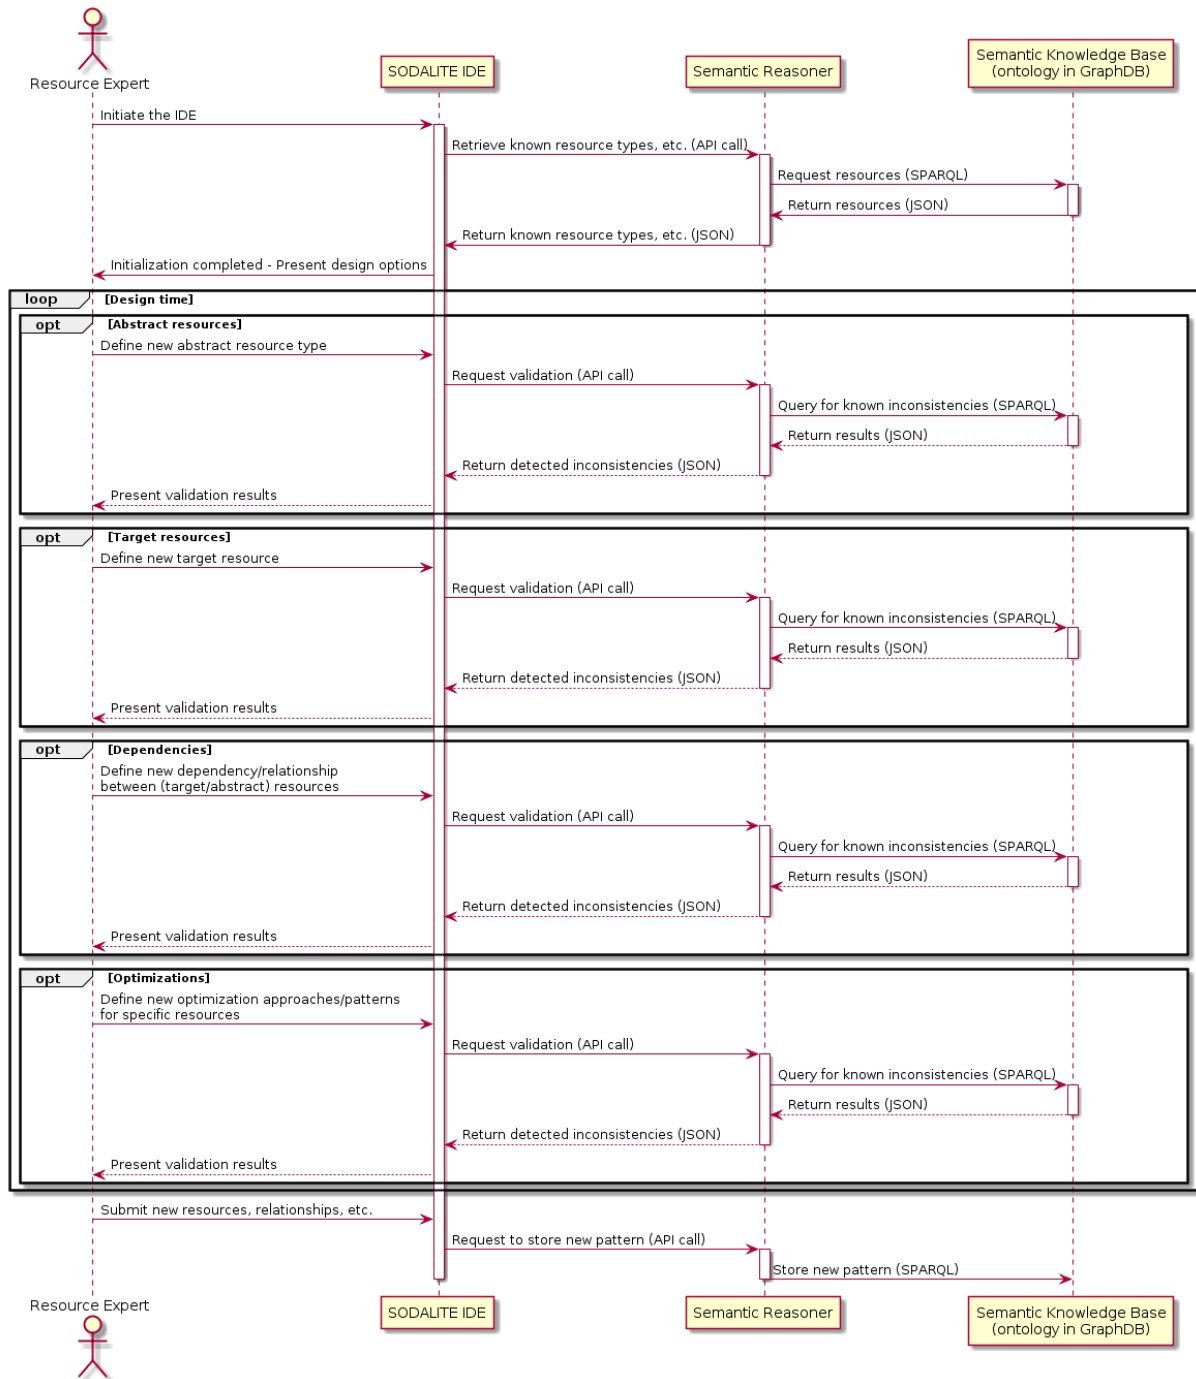 Resource Expert
SODALITE IDE
Semantic Reasoner
Semantic Knowledge Base
(ontology in GraphDB)
Initiate the IDE
Retrieve known resource types, etc. (API call)
Request resources (SPARQL)
Return resources (JSON)
Return known resource types, etc. (JSON)
Initialization completed - Present design options
loop [Design time]
opt [Abstract resources]
Define new abstract resource type
Request validation (API call)
Query for known inconsistencies (SPARQL)
Return results (JSON)
Return detected inconsistencies (JSON)
Present validation results
opt [Target resources]
Define new target resource
Request validation (API call)
Query for known inconsistencies (SPARQL)
Return results (JSON)
Return detected inconsistencies (JSON)
Present validation results
opt [Dependencies]
Define new dependency/relationship
between (target/abstract) resources
Request validation (API call)
Query for known inconsistencies (SPARQL)
Return results (JSON)
Return detected inconsistencies (JSON)
Present validation results
opt [Optimizations]
Define new optimization approaches/patterns
for specific resources
Request validation (API call)
Query for known inconsistencies (SPARQL)
Return results (JSON)
Return detected inconsistencies (JSON)
Present validation results
Submit new resources, relationships, etc.
Request to store new pattern (API call)
Store new pattern (SPARQL)
Resource Expert
SODALITE IDE
Semantic Reasoner
Semantic Knowledge Base
(ontology in GraphDB)